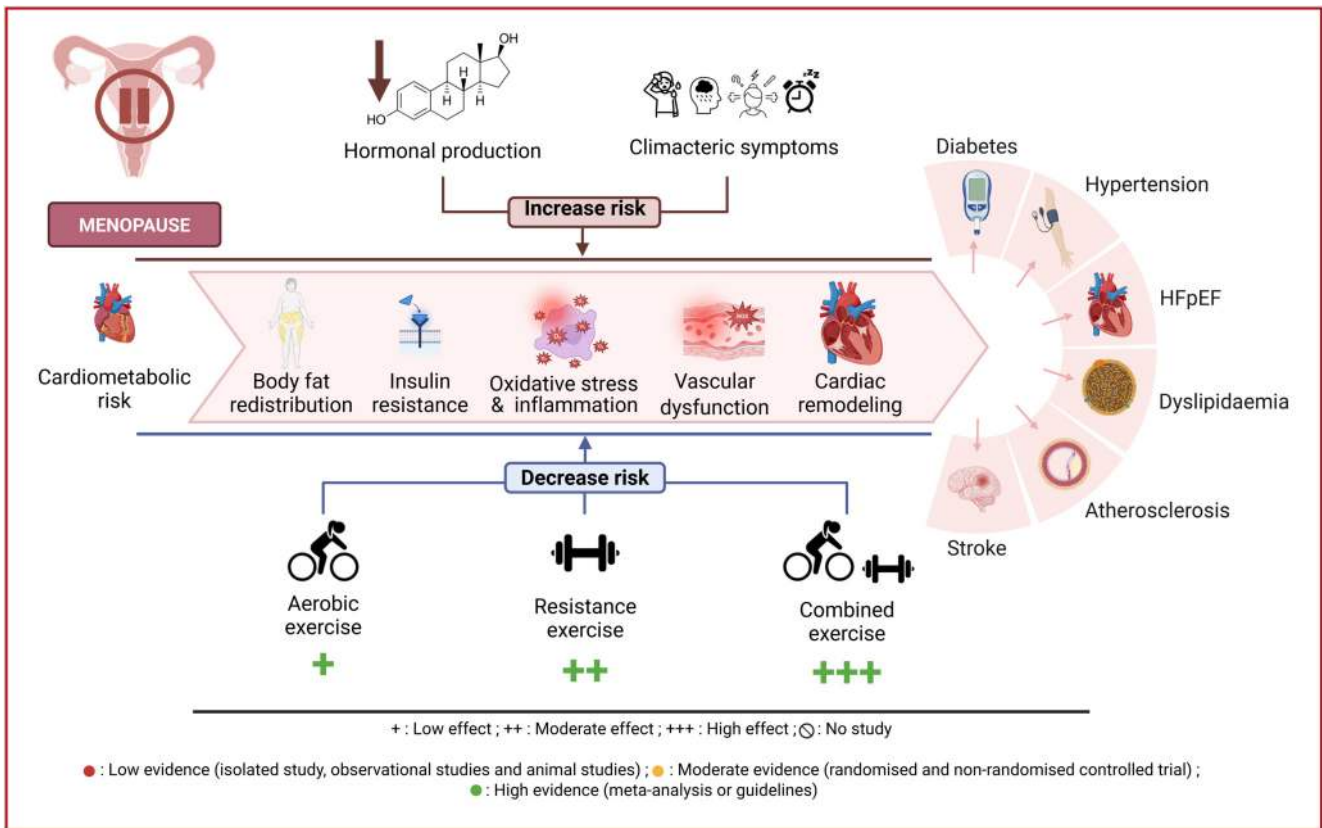 OH
H
H
H
HO
Hormonal production
Climacteric symptoms
MENOPAUSE
Increase risk
Diabetes
Hypertension
HFpEF
Dyslipidaemia
Atherosclerosis
Stroke
Cardiometabolic
risk
Body fat
redistribution
Insulin
resistance
Oxidative stress
& inflammation
Vascular
dysfunction
Cardiac
remodeling
Decrease risk
Aerobic
exercise
+
Resistance
exercise
++
Combined
exercise
+++
+ : Low effect ; ++ : Moderate effect ; +++ : High effect ; : No study
: Low evidence (isolated study, observational studies and animal studies) ; : Moderate evidence (randomised and non-randomised controlled trial) ;
: High evidence (meta-analysis or guidelines)